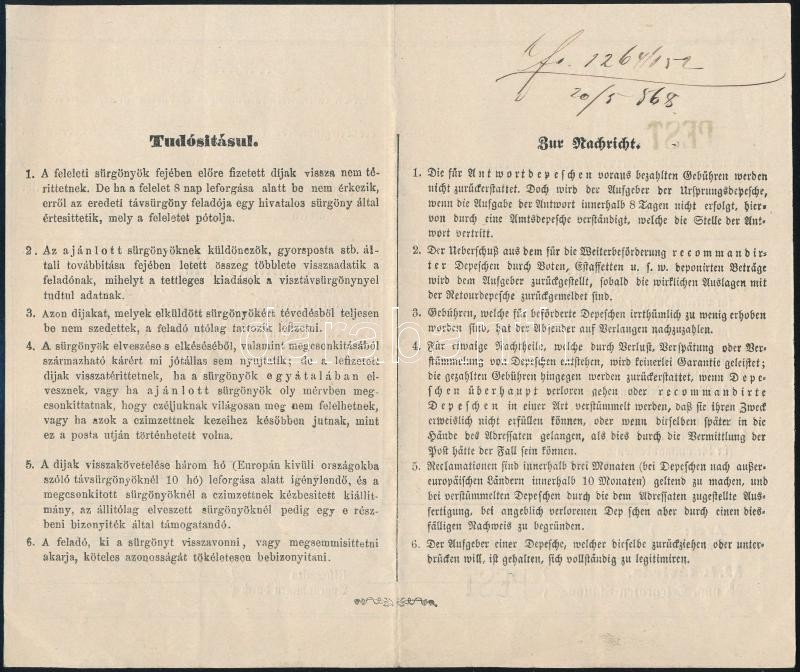 fo. 1264/152
20/5 868
Tudósitásul.
1. A feleleti sürgönyök fejében előre fizetett dijak vissza nem té-
rittetnek. De ha a felelet 8 nap leforgása alatt be nem érkezik,
erről az eredeti távsürgöny feladója egy hivatalos sürgöny által
értesittetik, mely a feleletet pótolja.
2. Az ajánlott sürgönyöknek küldönczök, gyorsposta stb. ál-
tali továbbitása fejében letett összeg többlete visszaadatik a
feladónak, mihelyt a tettleges kiadások a visztávsürgönynyel
tudtul adatnak.
3. Azon dijakat, melyek elküldött sürgönyökért tévedésből teljesen
be nem szedettek, a feladó utólag tartozik lefizetni.
4. A sürgönyök elveszése s elkéséséből, valamint megcsonkitásából
származható kárért mi jótállás sem nyujtatik; de a lefizetett
dijak visszatérittetnek, ha a sürgönyök egyátalában el-
vesznek, vagy ha ajánlott sürgönyök oly mérvben meg-
csonkittatnak, hogy czéljuknak világosan meg nem felelhetnek,
vagy ha azok a czimzettnek kezeihez későbben jutnak, mint
ez a posta utján történhetett volna.
5. A dijak visszakövetelése három hó (Europán kivüli országokba
szóló távsürgönyöknél 10 hó) leforgása alatt igénylendő, és a
megcsonkitott sürgönyöknél a czimzettnek kézbesitett kiállit-
mány, az állitólag elveszett sürgönyöknél pedig egy e rész-
beni bizonyiték által támogatandó.
6. A feladó, ki a sürgönyt visszavonni, vagy megsemmisittetni
akarja, köteles azonosságát tökéletesen bebizonyitani.
Zur Nachricht.
1. Die für Antwortdepeschen voraus bezahlten Gebühren werden
nicht zurückerstattet. Doch wird der Aufgeber der Ursprungsdepesche,
wenn die Aufgabe der Antwort innerhalb 8 Tagen nicht erfolgt, hier-
von durch eine Amtsdepesche verständigt, welche die Stelle der Ant-
wort vertritt.
2. Der Ueberschuß aus dem für die Weiterbeförderung recommandir-
ter Depeschen durch Boten, Estaffetten u. s. w. deponirten Beträge
wird dem Aufgeber zurückgestellt, sobald die wirklichen Auslagen mit
der Retourdepesche zurückgemeldet sind.
3. Gebühren, welche für beförderte Depeschen irrthümlich zu wenig erhoben
worden sind, hat der Absender auf Verlangen nachzuzahlen.
4. Für etwaige Nachtheile, welche durch Verlust, Verspätung oder Ver-
stümmelung von Depeschen entstehen, wird keinerlei Garantie geleistet;
die gezahlten Gebühren hingegen werden zurückerstattet, wenn Depe-
schen überhaupt verloren gehen oder recommandirte
Depeschen in einer Art verstümmelt werden, daß sie ihren Zweck
erweislich nicht erfüllen können, oder wenn dieselben später in die
Hände des Adressaten gelangen, als dies durch die Vermittlung der
Post hätte der Fall sein können.
5. Reclamationen sind innerhalb drei Monaten (bei Depeschen nach außer-
europäischen Ländern innerhalb 10 Monaten) geltend zu machen, und
bei verstümmelten Depeschen durch die dem Adressaten zugestellte Aus-
fertigung, bei angeblich verlorenen Dep schen aber durch einen dies-
fälligen Nachweis zu begründen.
6. Der Aufgeber einer Depesche, welcher dieselbe zurückziehen oder unter-
drücken will, ist gehalten, sich vollständig zu legitimiren.